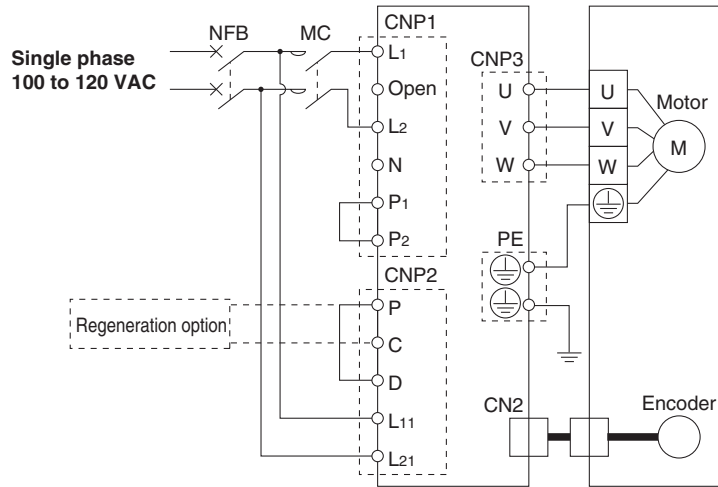 NFB
MC
Single phase
100 to 120 VAC
CNP1
L1
Open
L2
N
P1
P2
CNP2
P
C
D
L11
L21
Regeneration option
CNP3
U
V
W
PE
CN2
U
V
W
Motor
M
Encoder